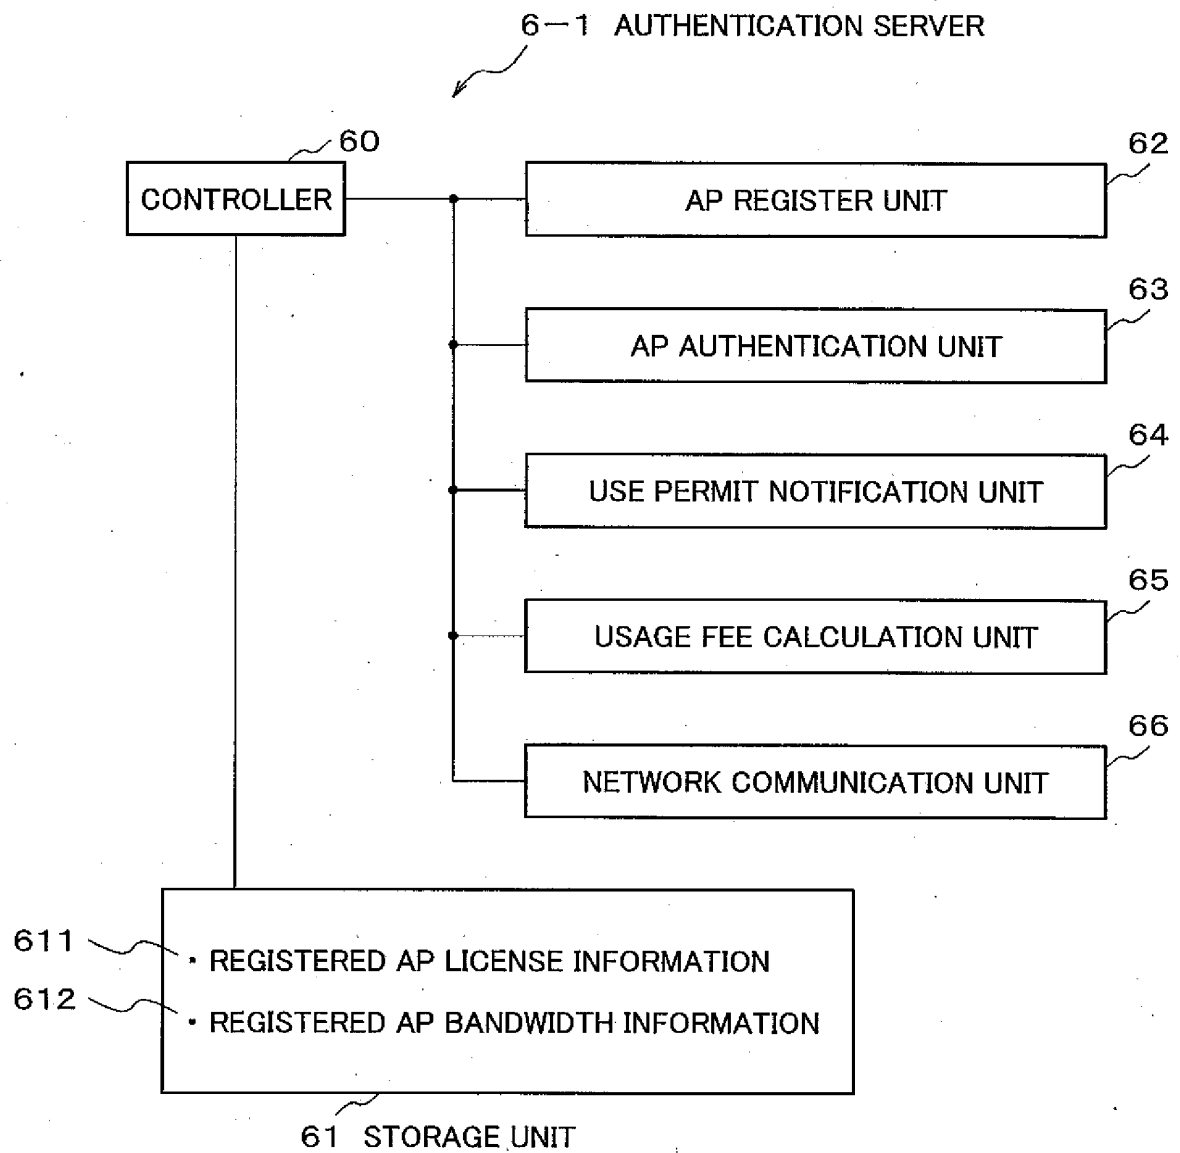 6-1 AUTHENTICATION SERVER
60
CONTROLLER
62
AP REGISTER UNIT
63
AP AUTHENTICATION UNIT
64
USE PERMIT NOTIFICATION UNIT
65
USAGE FEE CALCULATION UNIT
66
NETWORK COMMUNICATION UNIT
611
· REGISTERED AP LICENSE INFORMATION
612
· REGISTERED AP BANDWIDTH INFORMATION
61 STORAGE UNIT